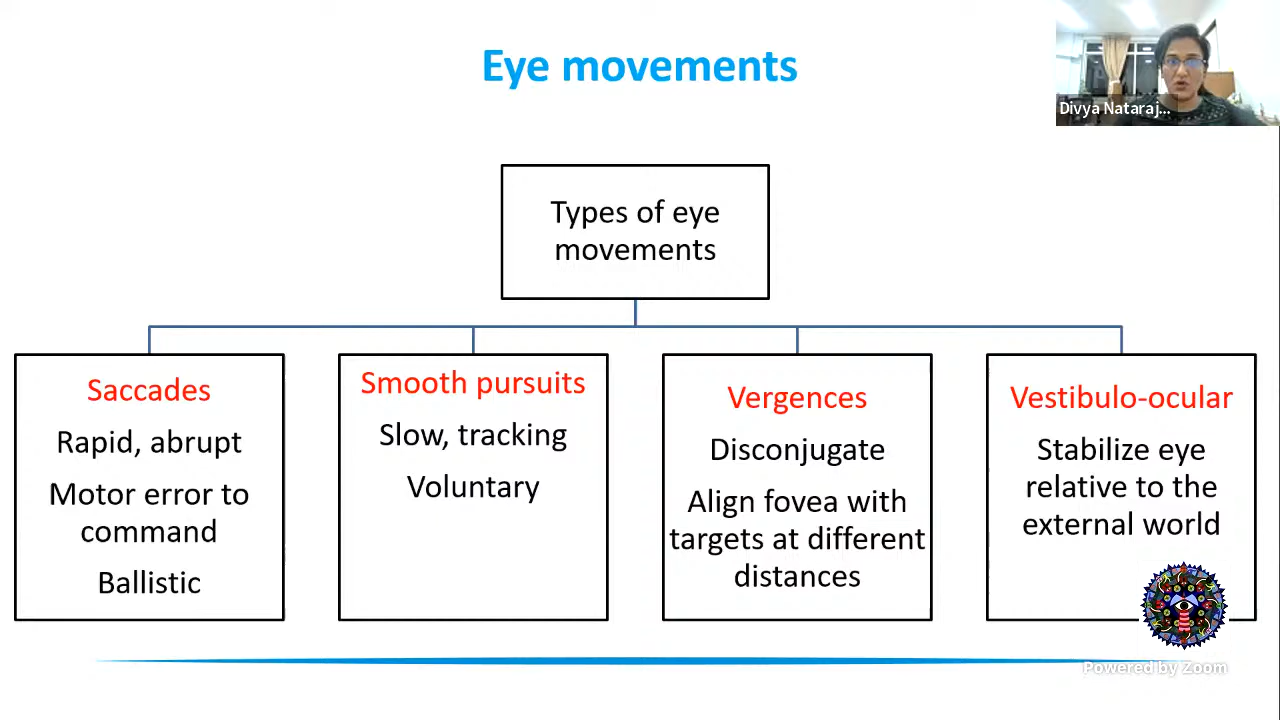 Eye movements
Divya Nataraj...
Types of eye
movements
Saccades
Rapid, abrupt
Motor error to
command
Ballistic
Smooth pursuits
Slow, tracking
Voluntary
Vergences
Disconjugate
Align fovea with
targets at different
distances
Vestibulo-ocular
Stabilize eye
relative to the
external world
Powered by Zoom